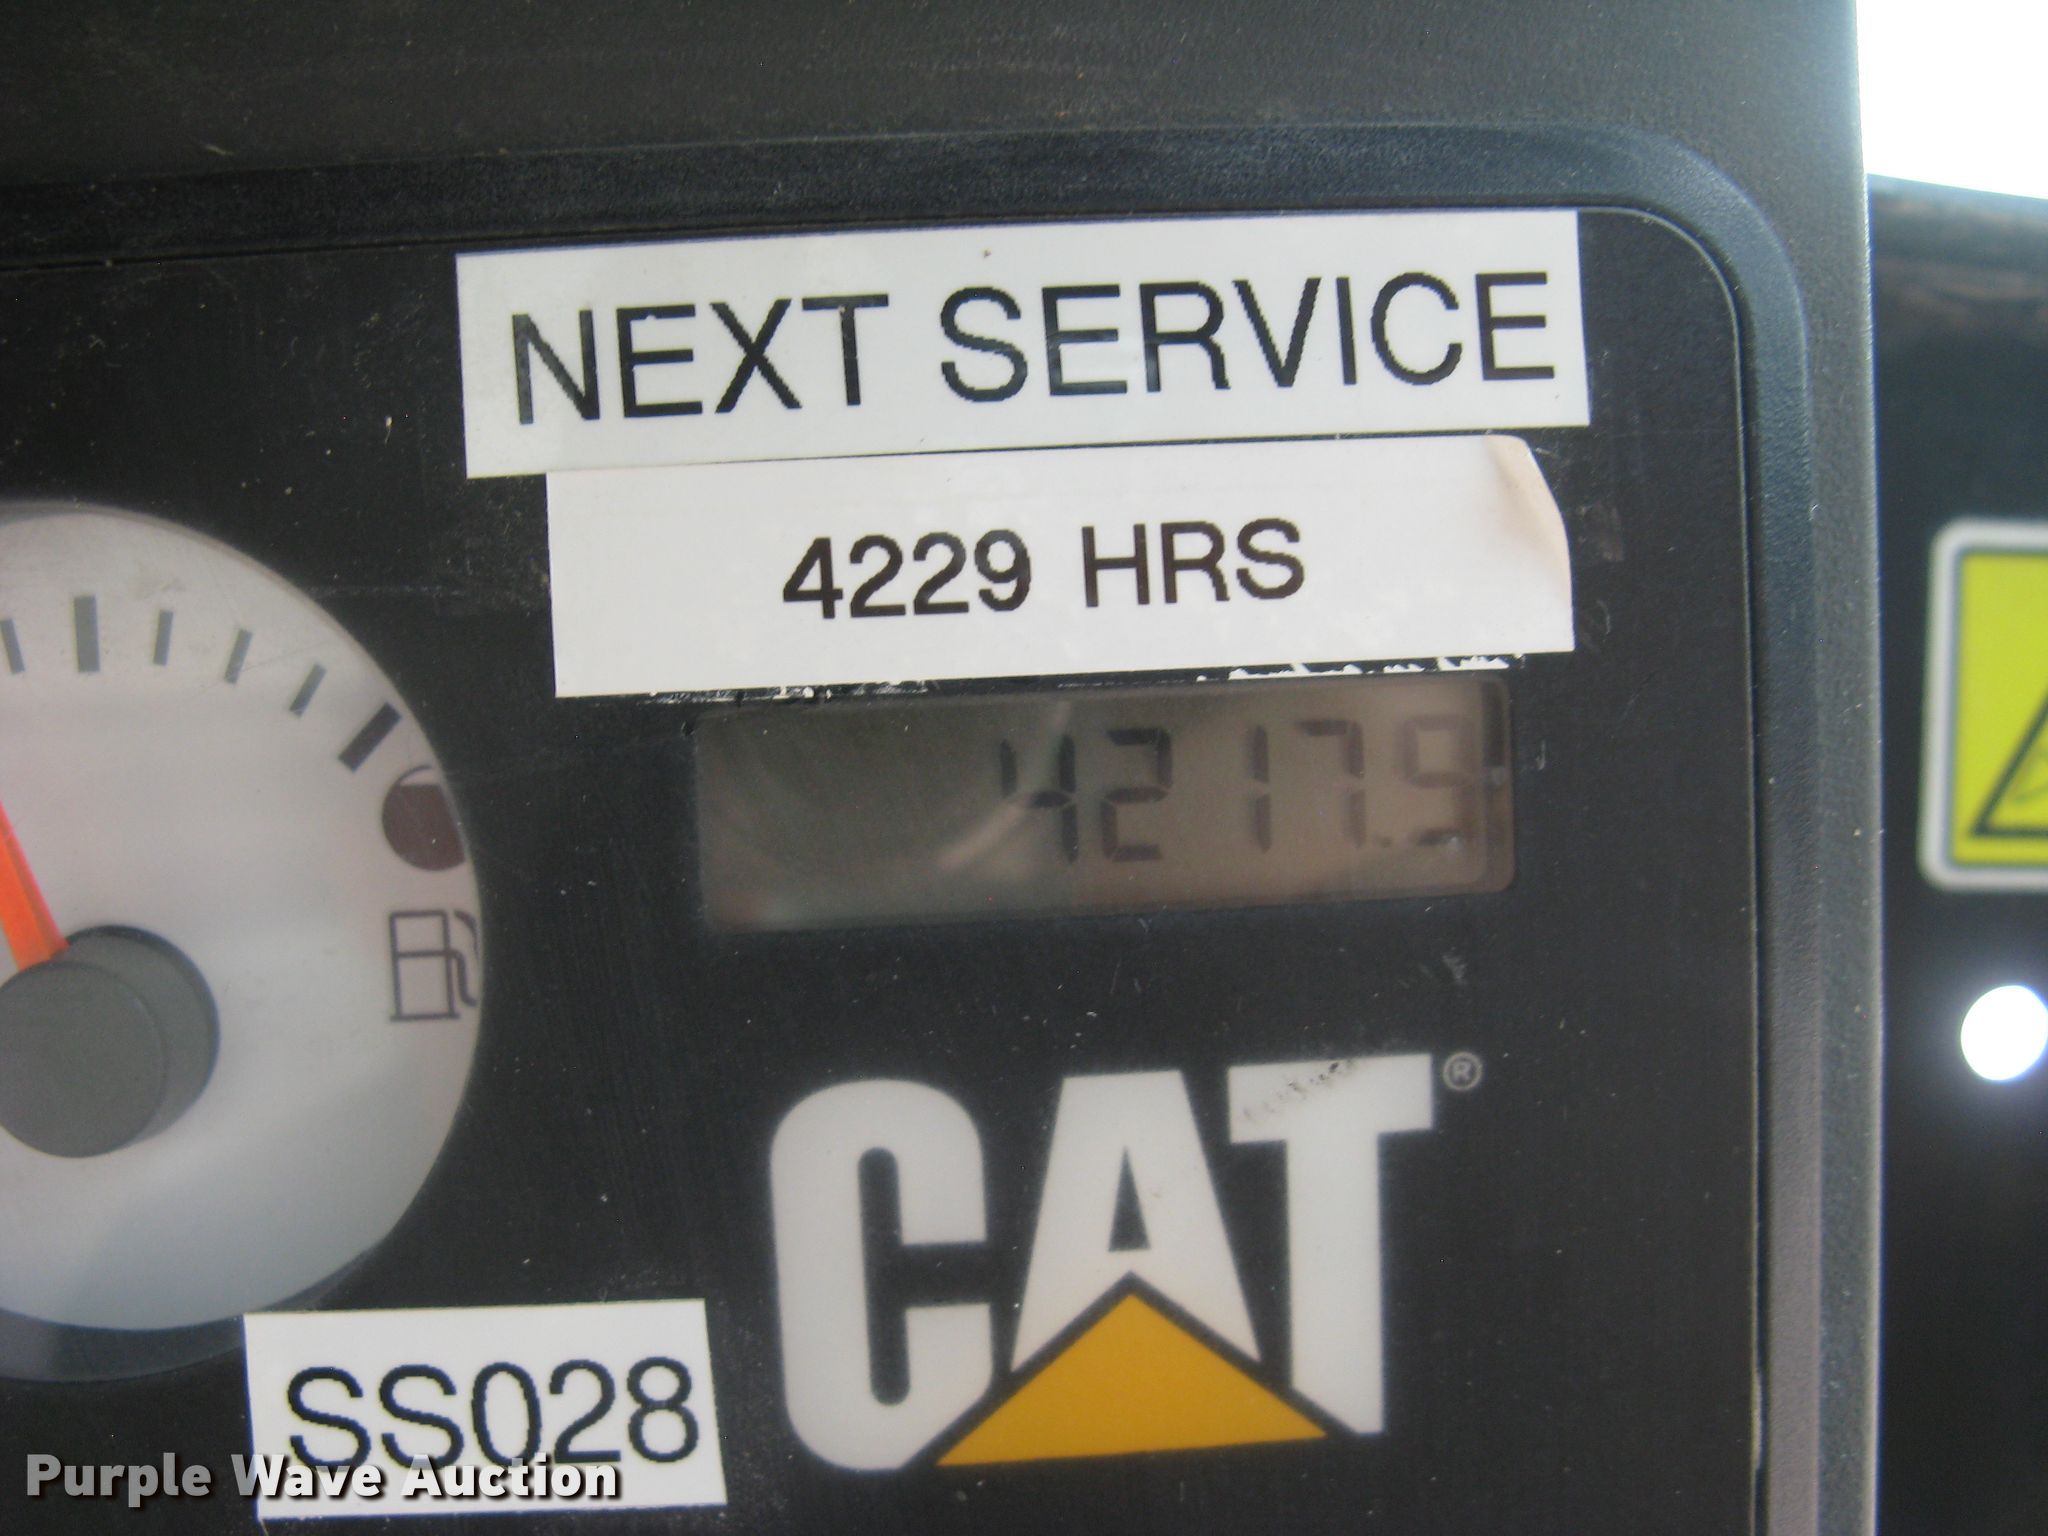 NEXT SERVICE
4229 HRS
4217.9
CAT®
SS028
Purple Wave Auction